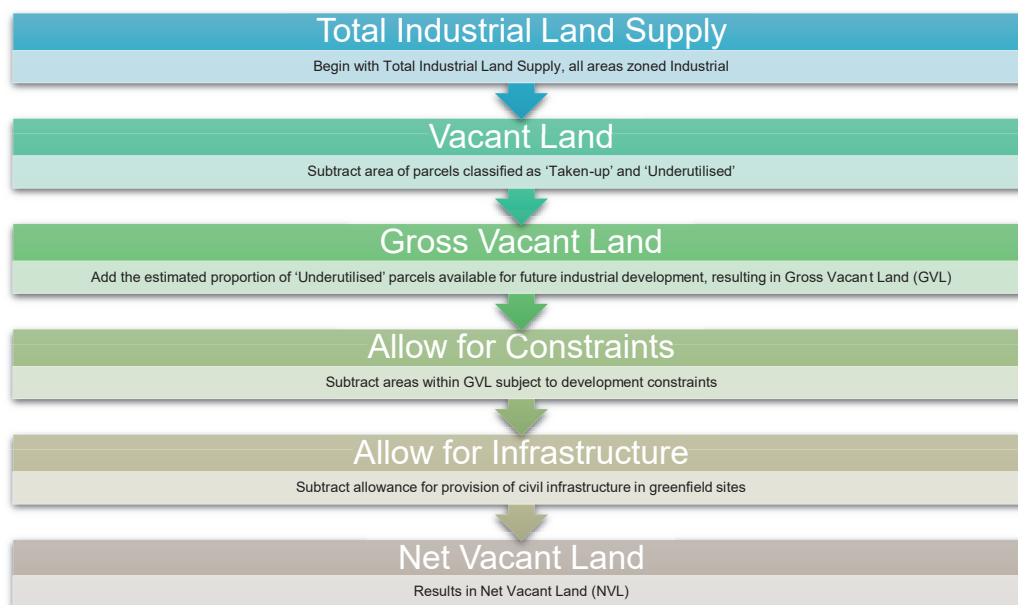 Total Industrial Land Supply
Begin with Total Industrial Land Supply, all areas zoned Industrial
Vacant Land
Subtract area of parcels classified as ‘Taken-up’ and ‘Underutilised’
Gross Vacant Land
Add the estimated proportion of ‘Underutilised’ parcels available for future industrial development, resulting in Gross Vacant Land (GVL)
Allow for Constraints
Subtract areas within GVL subject to development constraints
Allow for Infrastructure
Subtract allowance for provision of civil infrastructure in greenfield sites
Net Vacant Land
Results in Net Vacant Land (NVL)